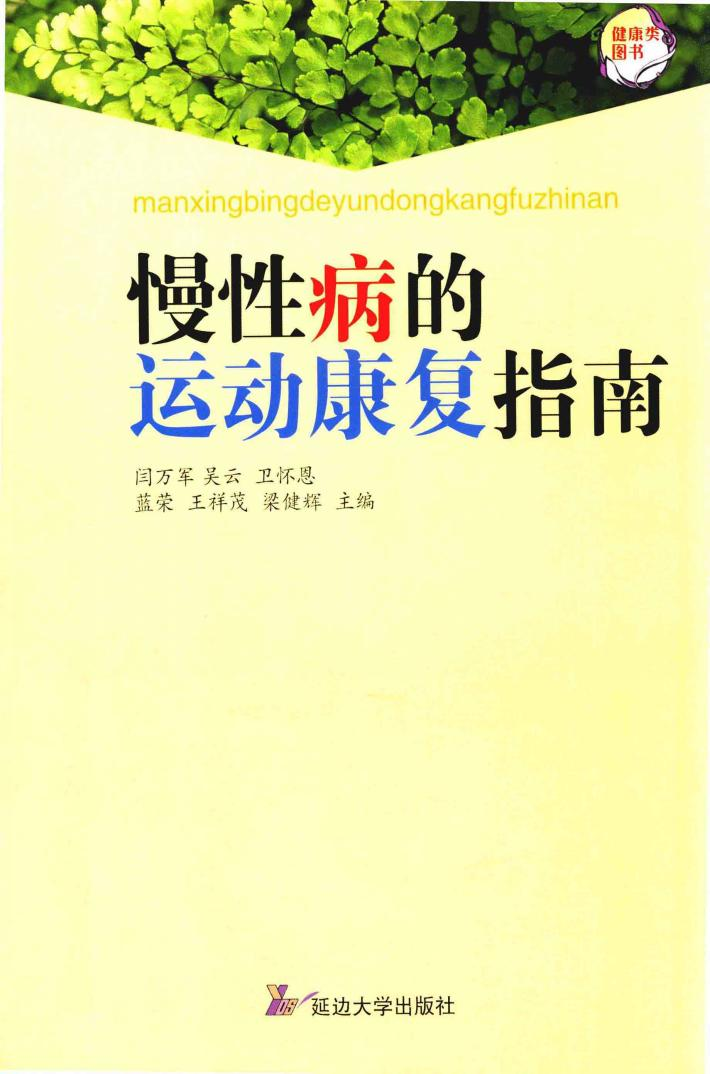 健康类
图书
manxingbingdeyundongkangfuzhinan
慢性病的
运动康复指南
闫万军 吴云 卫怀恩
蓝荣 王祥茂 梁健辉 主编
YDS 延边大学出版社